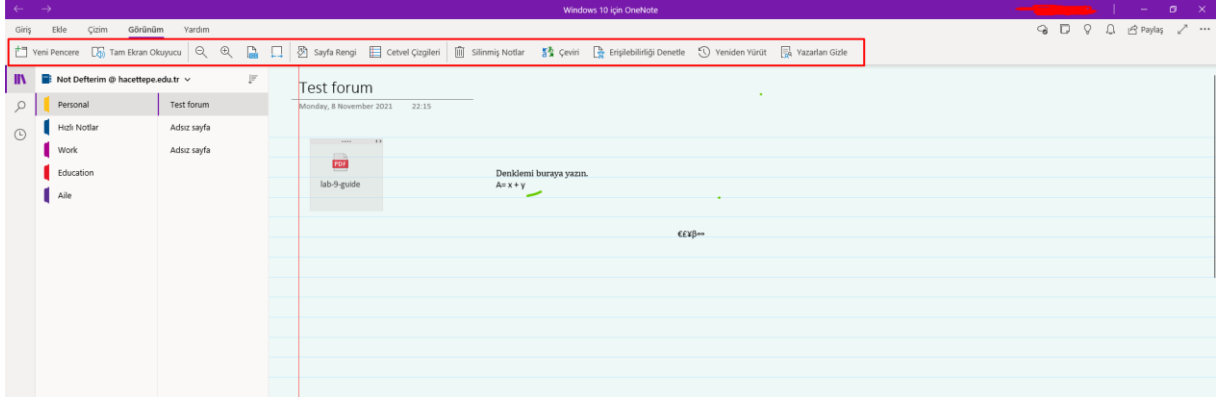 Windows 10 için OneNote
Giriş Ekle Çizim Görünüm Yardım Paylaş
Yeni Pencere Tam Ekran Okuyucu Sayfa Rengi Cetvel Çizgileri Silinmiş Notlar Çeviri Erişilebilirliği Denetle Yeniden Yürüt Yazarları Gizle
Not Defterim @ hacettepe.edu.tr
Personal
Hızlı Notlar
Work
Education
Aile
Test forum
Adsız sayfa
Adsız sayfa
Test forum
Monday, 8 November 2021 22:15
PDF
lab-9-guide
Denklemi buraya yazın.
A= x + y
€£¥β∞